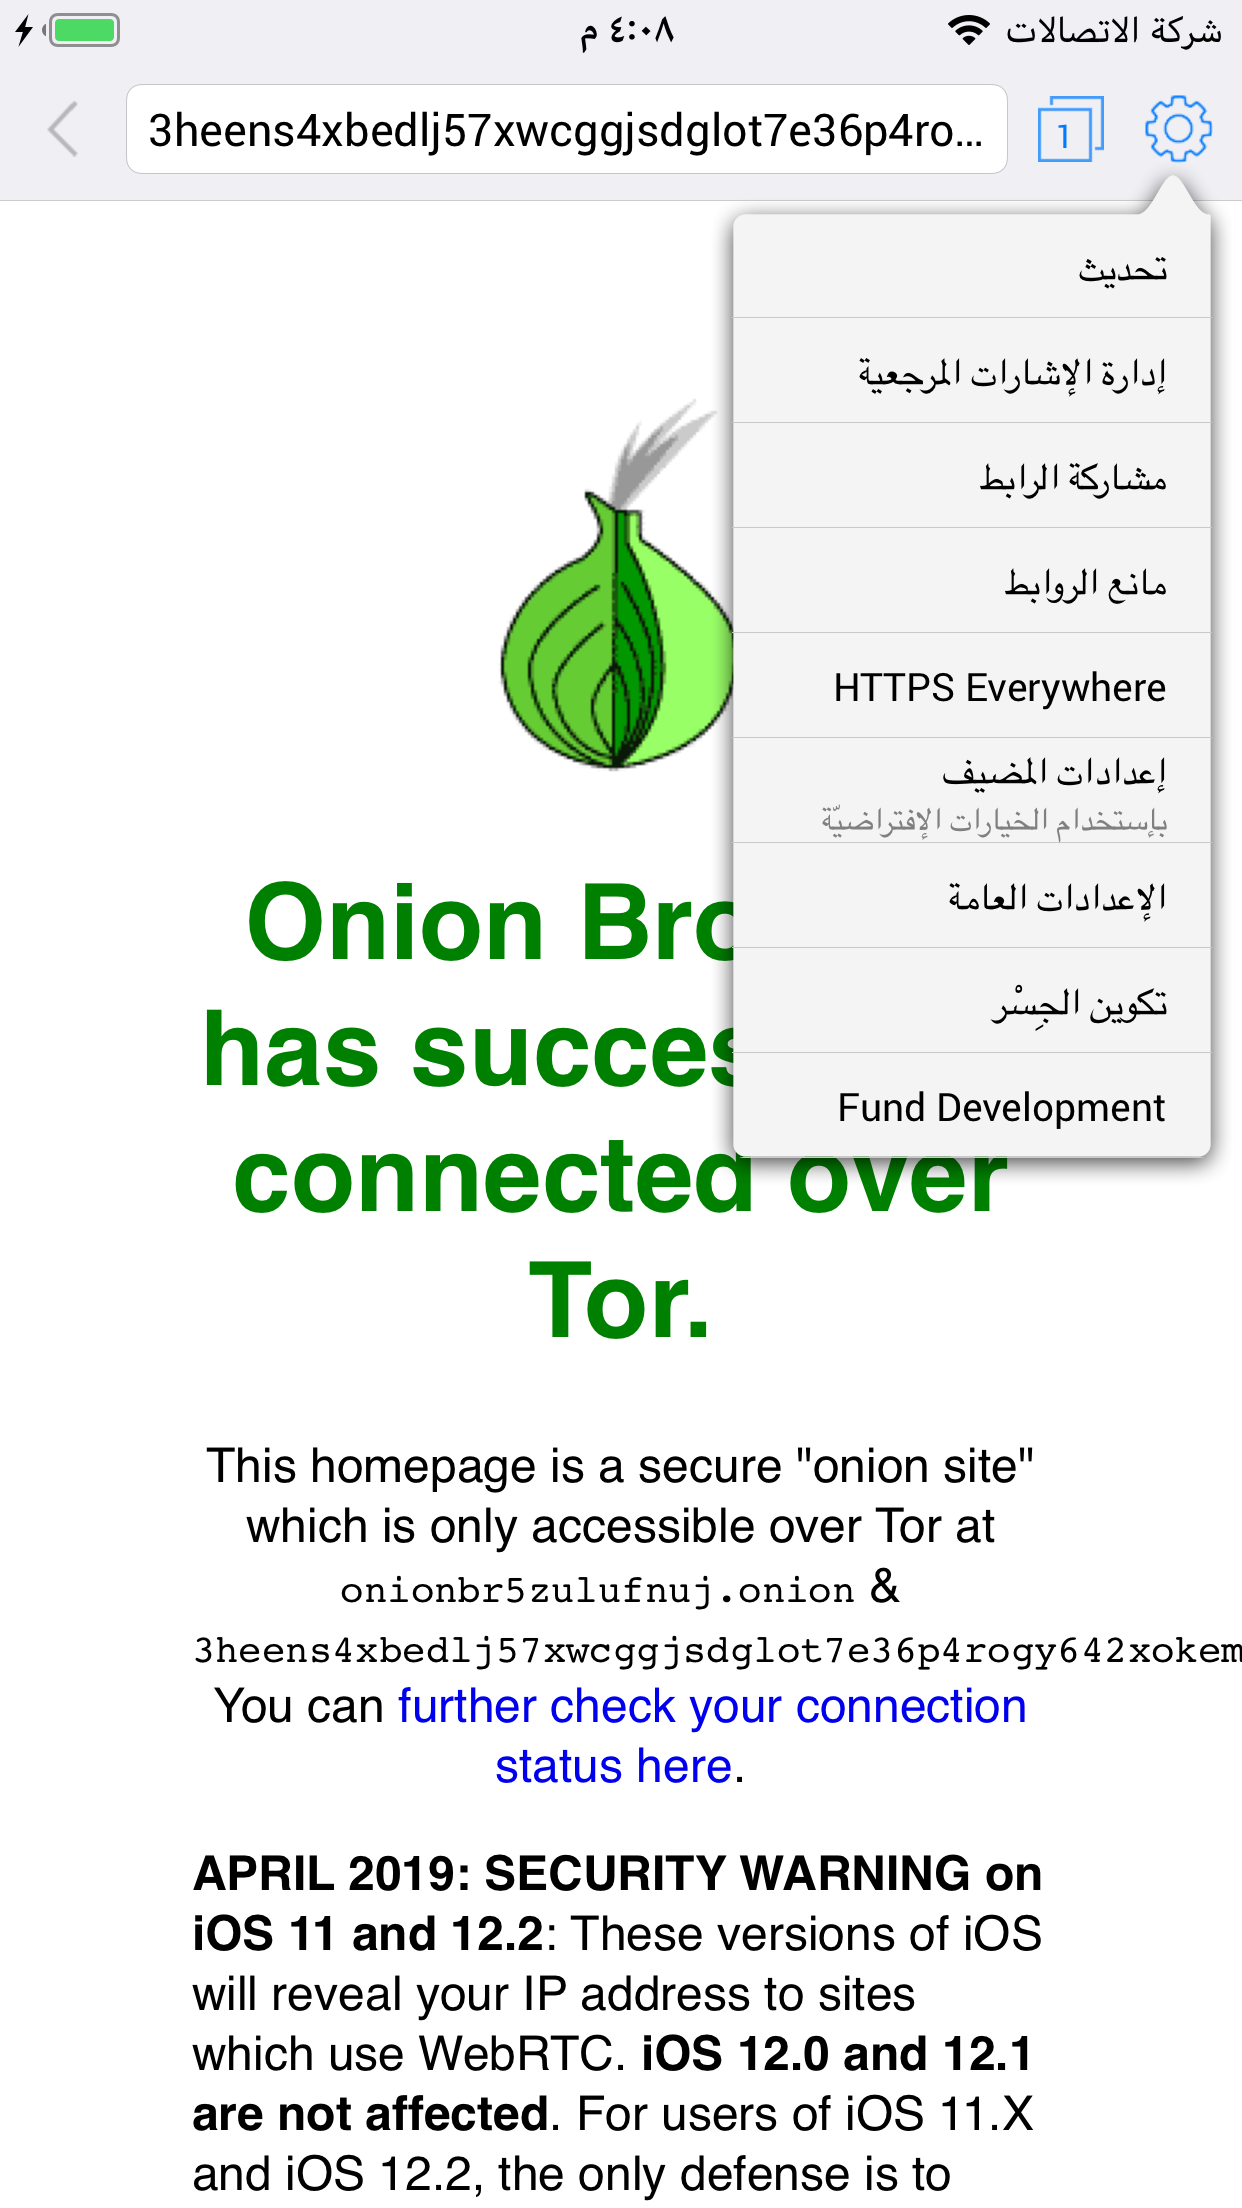 شركة الاتصالات
٤:٠٨ م
3heens4xbedlj57xwcggjsdglot7e36p4ro...
1
تحديث
إدارة الإشارات المرجعية
مشاركة الرابط
مانع الروابط
HTTPS Everywhere
إعدادات المضيف
بإستخدام الخيارات الإفتراضيّة
الإعدادات العامة
تكوين الجِسْر
Fund Development
Onion Bro
has succes
connected over
Tor.
This homepage is a secure "onion site"
which is only accessible over Tor at
onionbr5zulufnuj.onion &
3heens4xbedlj57xwcggjsdglot7e36p4rogy642xokem
You can further check your connection
status here.
APRIL 2019: SECURITY WARNING on
iOS 11 and 12.2: These versions of iOS
will reveal your IP address to sites
which use WebRTC. iOS 12.0 and 12.1
are not affected. For users of iOS 11.X
and iOS 12.2, the only defense is to